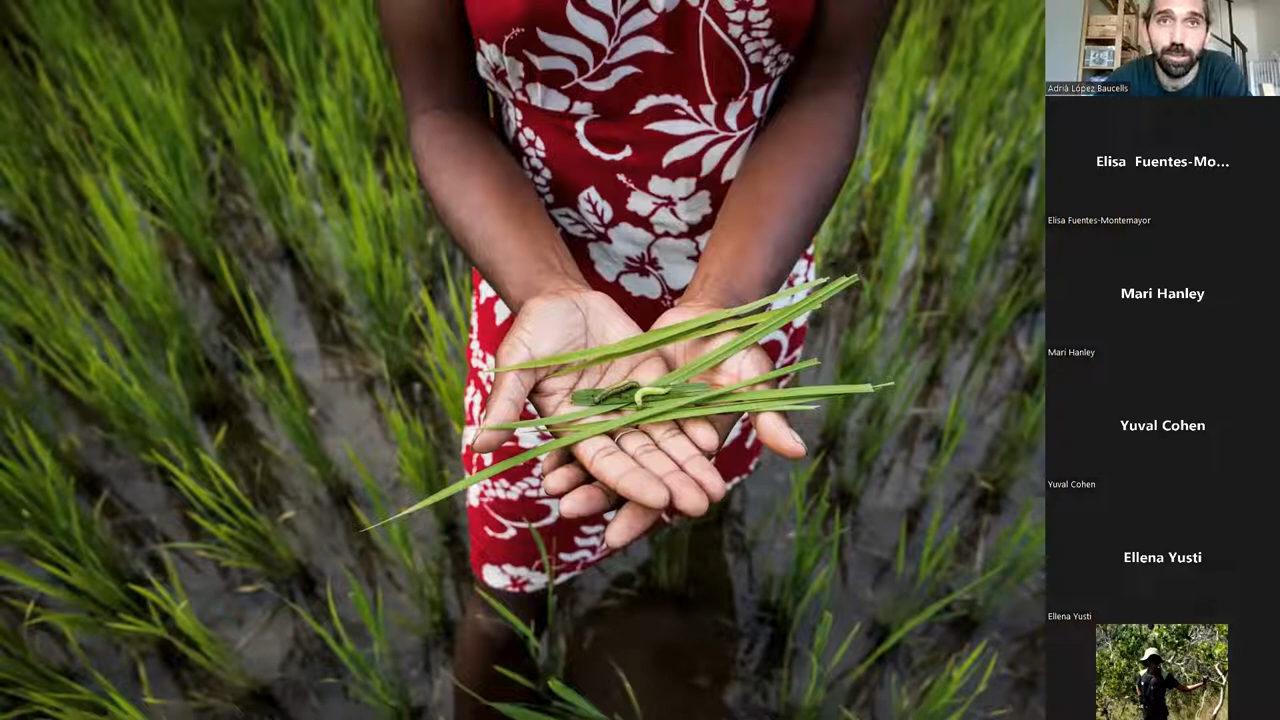 Adrià López Baucells
Elisa Fuentes-Mo...
Elisa Fuentes-Montemayor
Mari Hanley
Mari Hanley
Yuval Cohen
Yuval Cohen
Ellena Yusti
Ellena Yusti